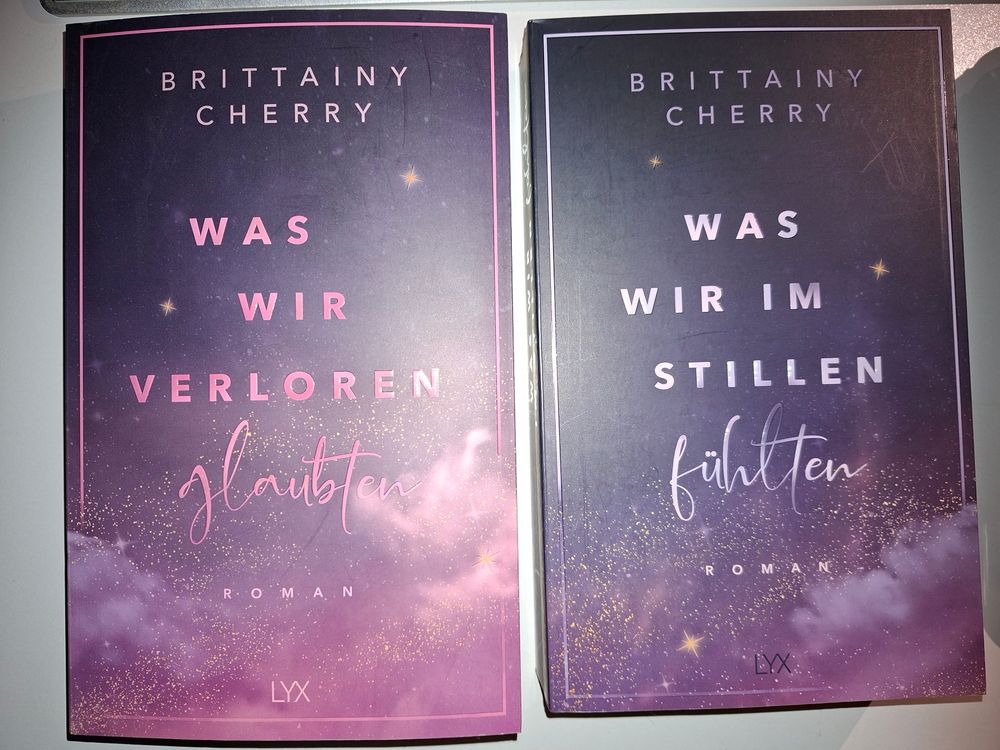 BRITTAINY
CHERRY
WAS
WIR
VERLOREN
glaubten
ROMAN
LYX
BRITTAINY
CHERRY
WAS
WIR IM
STILLEN
fühlten
ROMAN
LYX